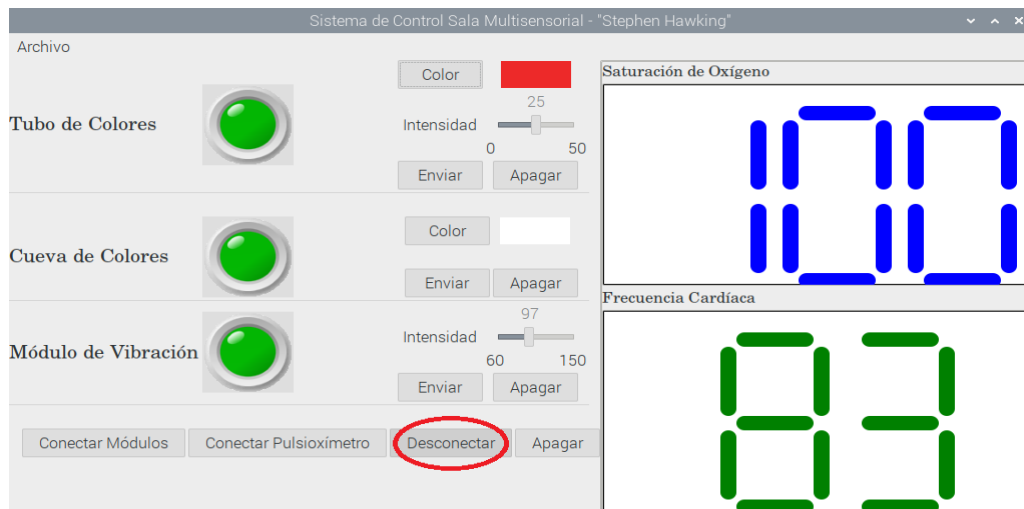 Sistema de Control Sala Multisensorial - "Stephen Hawking"
Archivo
Tubo de Colores
Color
25
Intensidad
0 50
Enviar Apagar
Cueva de Colores
Color
Enviar Apagar
Módulo de Vibración
97
Intensidad
60 150
Enviar Apagar
Conectar Módulos Conectar Pulsioxímetro Desconectar Apagar
Saturación de Oxígeno
100
Frecuencia Cardíaca
83